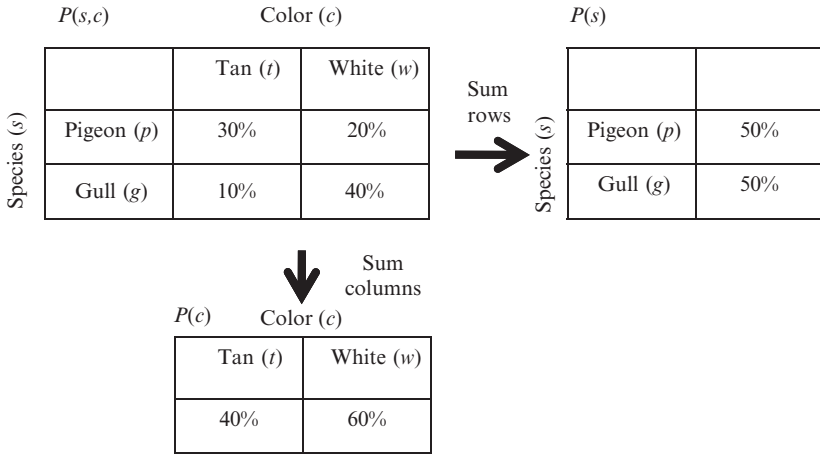 P(s,c) Color (c)
Tan (t) White (w)
Species (s)
Pigeon (p) 30% 20%
Gull (g) 10% 40%
Sum
rows
P(s)
Species (s)
Pigeon (p) 50%
Gull (g) 50%
Sum
columns
P(c) Color (c)
Tan (t) White (w)
40% 60%